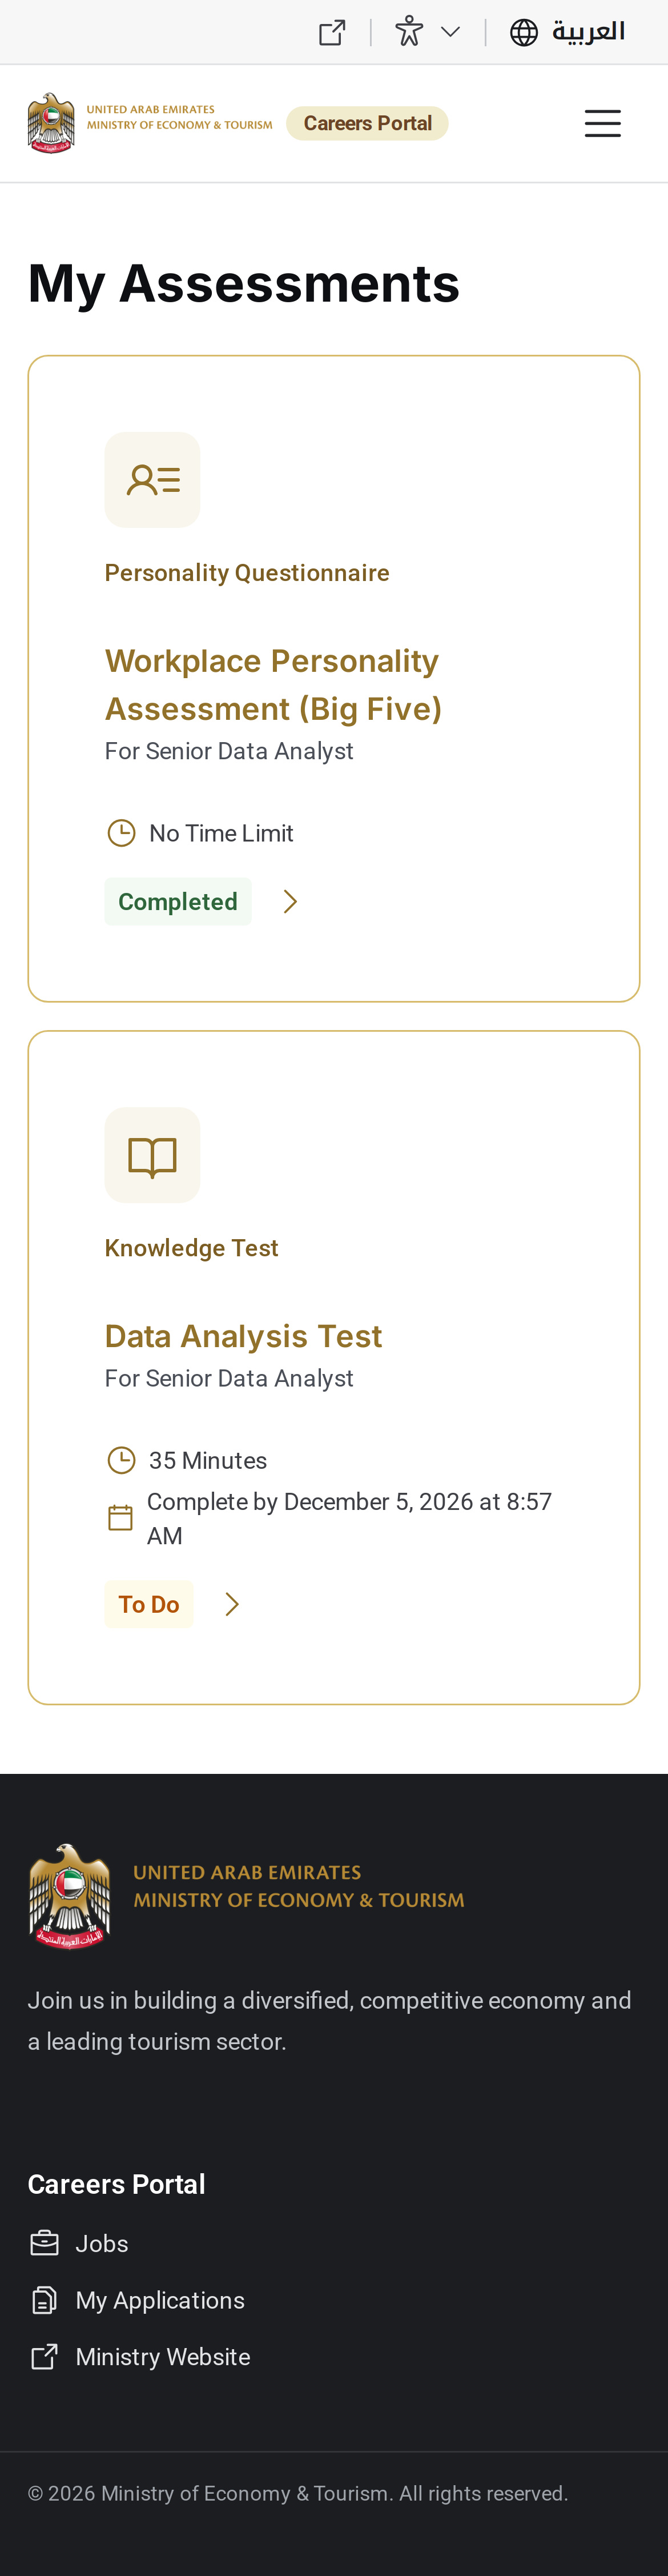 العربية
UNITED ARAB EMIRATES
MINISTRY OF ECONOMY & TOURISM
Careers Portal
My Assessments
Personality Questionnaire
Workplace Personality
Assessment (Big Five)
For Senior Data Analyst
No Time Limit
Completed
Knowledge Test
Data Analysis Test
For Senior Data Analyst
35 Minutes
Complete by December 5, 2026 at 8:57
AM
To Do
UNITED ARAB EMIRATES
MINISTRY OF ECONOMY & TOURISM
Join us in building a diversified, competitive economy and
a leading tourism sector.
Careers Portal
Jobs
My Applications
Ministry Website
© 2026 Ministry of Economy & Tourism. All rights reserved.